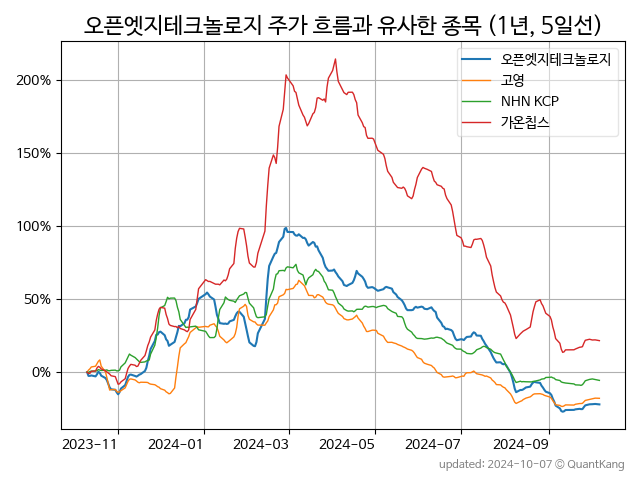 오픈엣지테크놀로지 주가 흐름과 유사한 종목 (1년, 5일선)
오픈엣지테크놀로지
고영
NHN KCP
가온칩스
200%
150%
100%
50%
0%
2023-11
2024-01
2024-03
2024-05
2024-07
2024-09
updated: 2024-10-07 © QuantKang